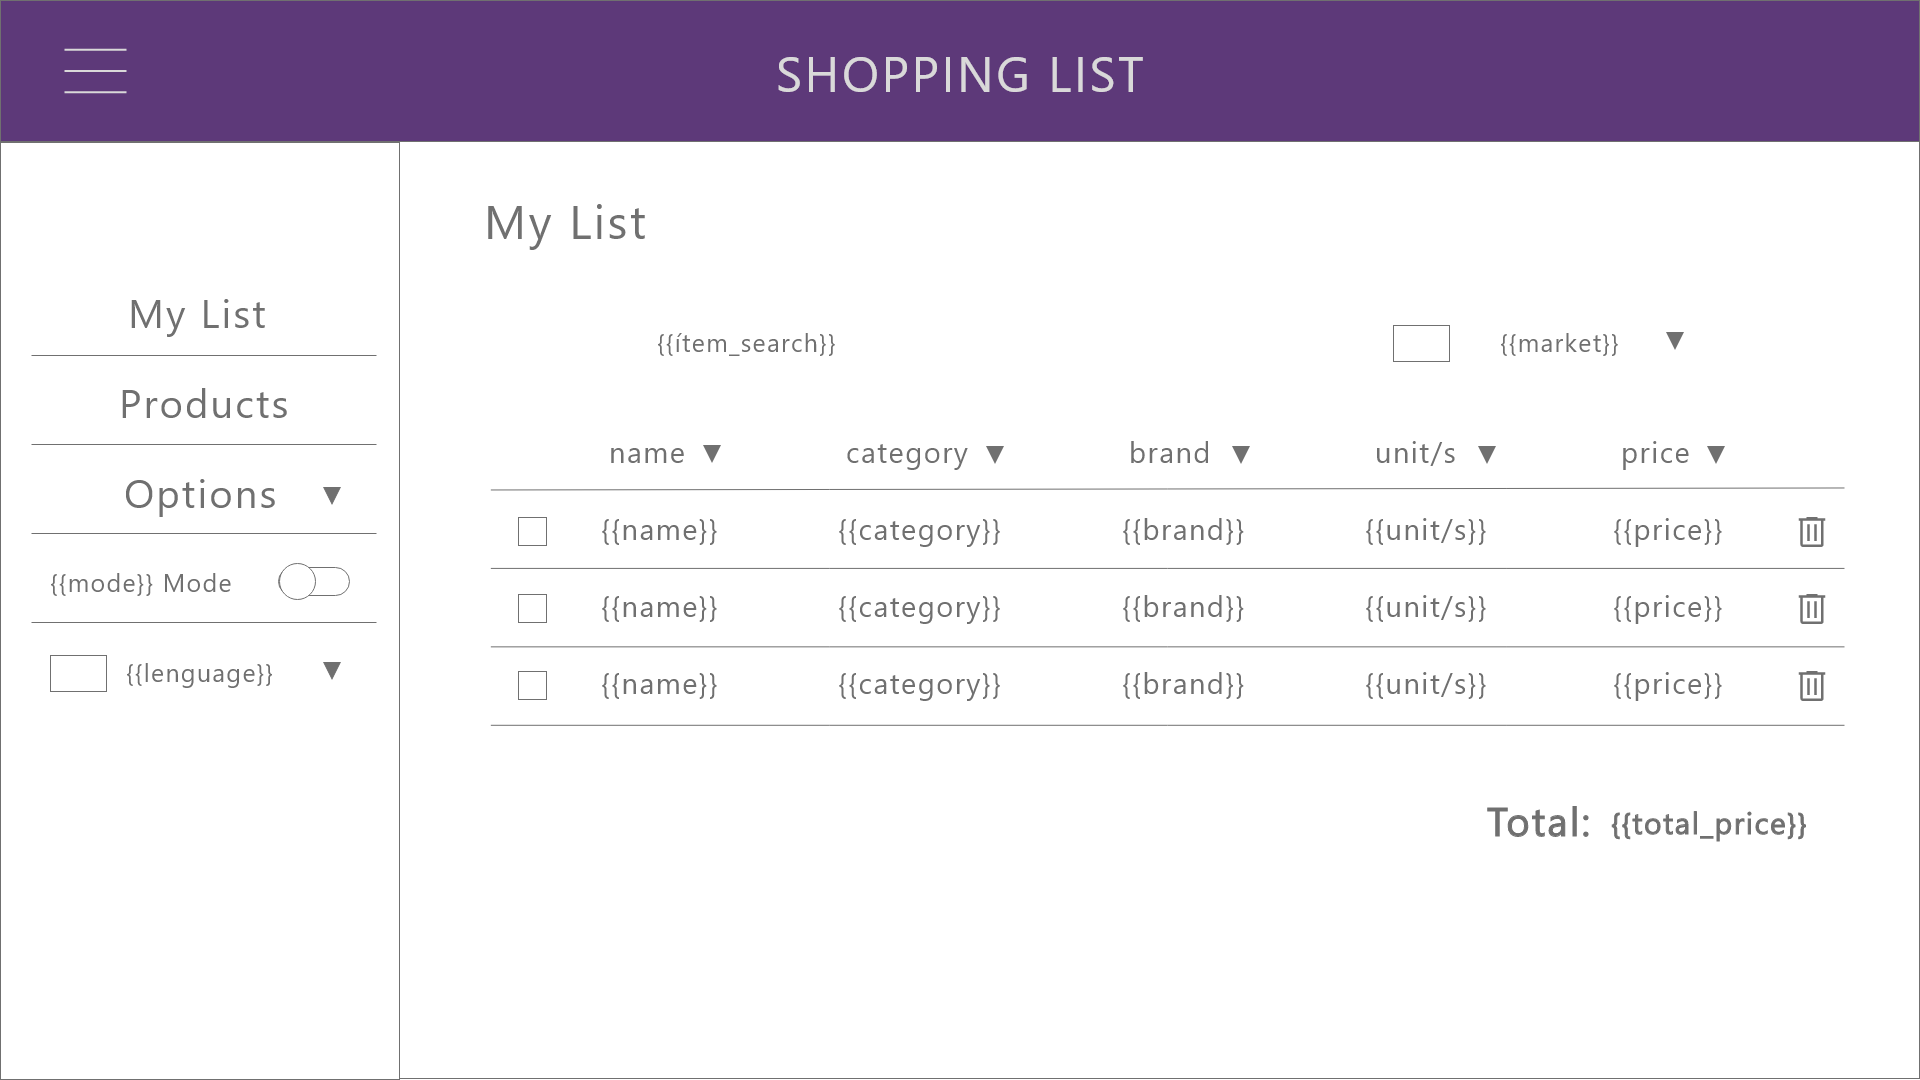 SHOPPING LIST
My List
Products
Options ▼
{{mode}} Mode
{{lenguage}} ▼
My List
{{ítem_search}}
{{market}} ▼
name ▼ category ▼ brand ▼ unit/s ▼ price ▼
{{name}} {{category}} {{brand}} {{unit/s}} {{price}}
{{name}} {{category}} {{brand}} {{unit/s}} {{price}}
{{name}} {{category}} {{brand}} {{unit/s}} {{price}}
Total: {{total_price}}